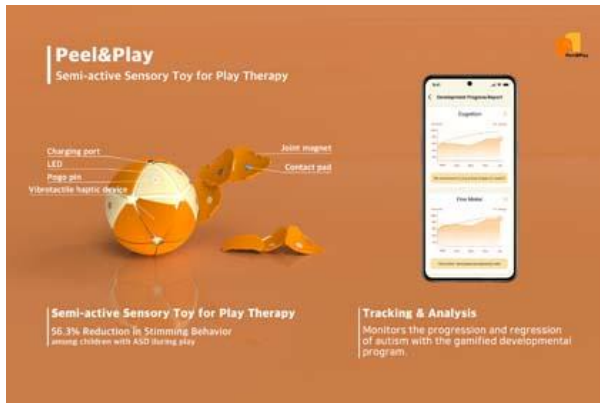 Peel&Play
Semi-active Sensory Toy for Play Therapy
Peel&Play
Charging port
LED
Pogo pin
Vibrotactile haptic device
Joint magnet
Contact pad
Development Progress Report
Cognition
Fine Motor
Semi-active Sensory Toy for Play Therapy
56.3% Reduction in Stimming Behavior
among children with ASD during play
Tracking & Analysis
Monitors the progression and regression
of autism with the gamified developmental
program.